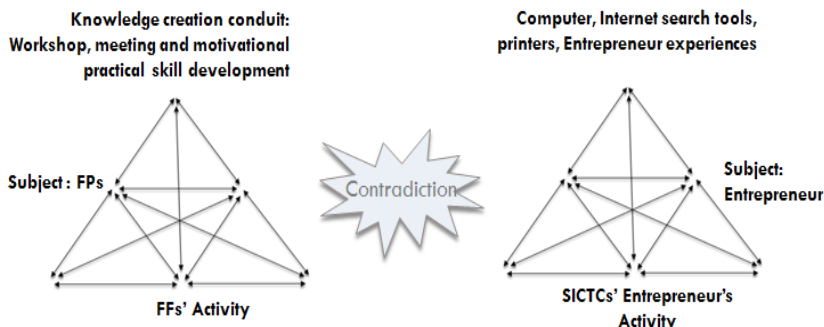 Knowledge creation conduit:
Workshop, meeting and motivational
practical skill development
Subject : FPs
FFs' Activity
Contradiction
Computer, Internet search tools,
printers, Entrepreneur experiences
Subject:
Entrepreneur
SICTCs' Entrepreneur's
Activity